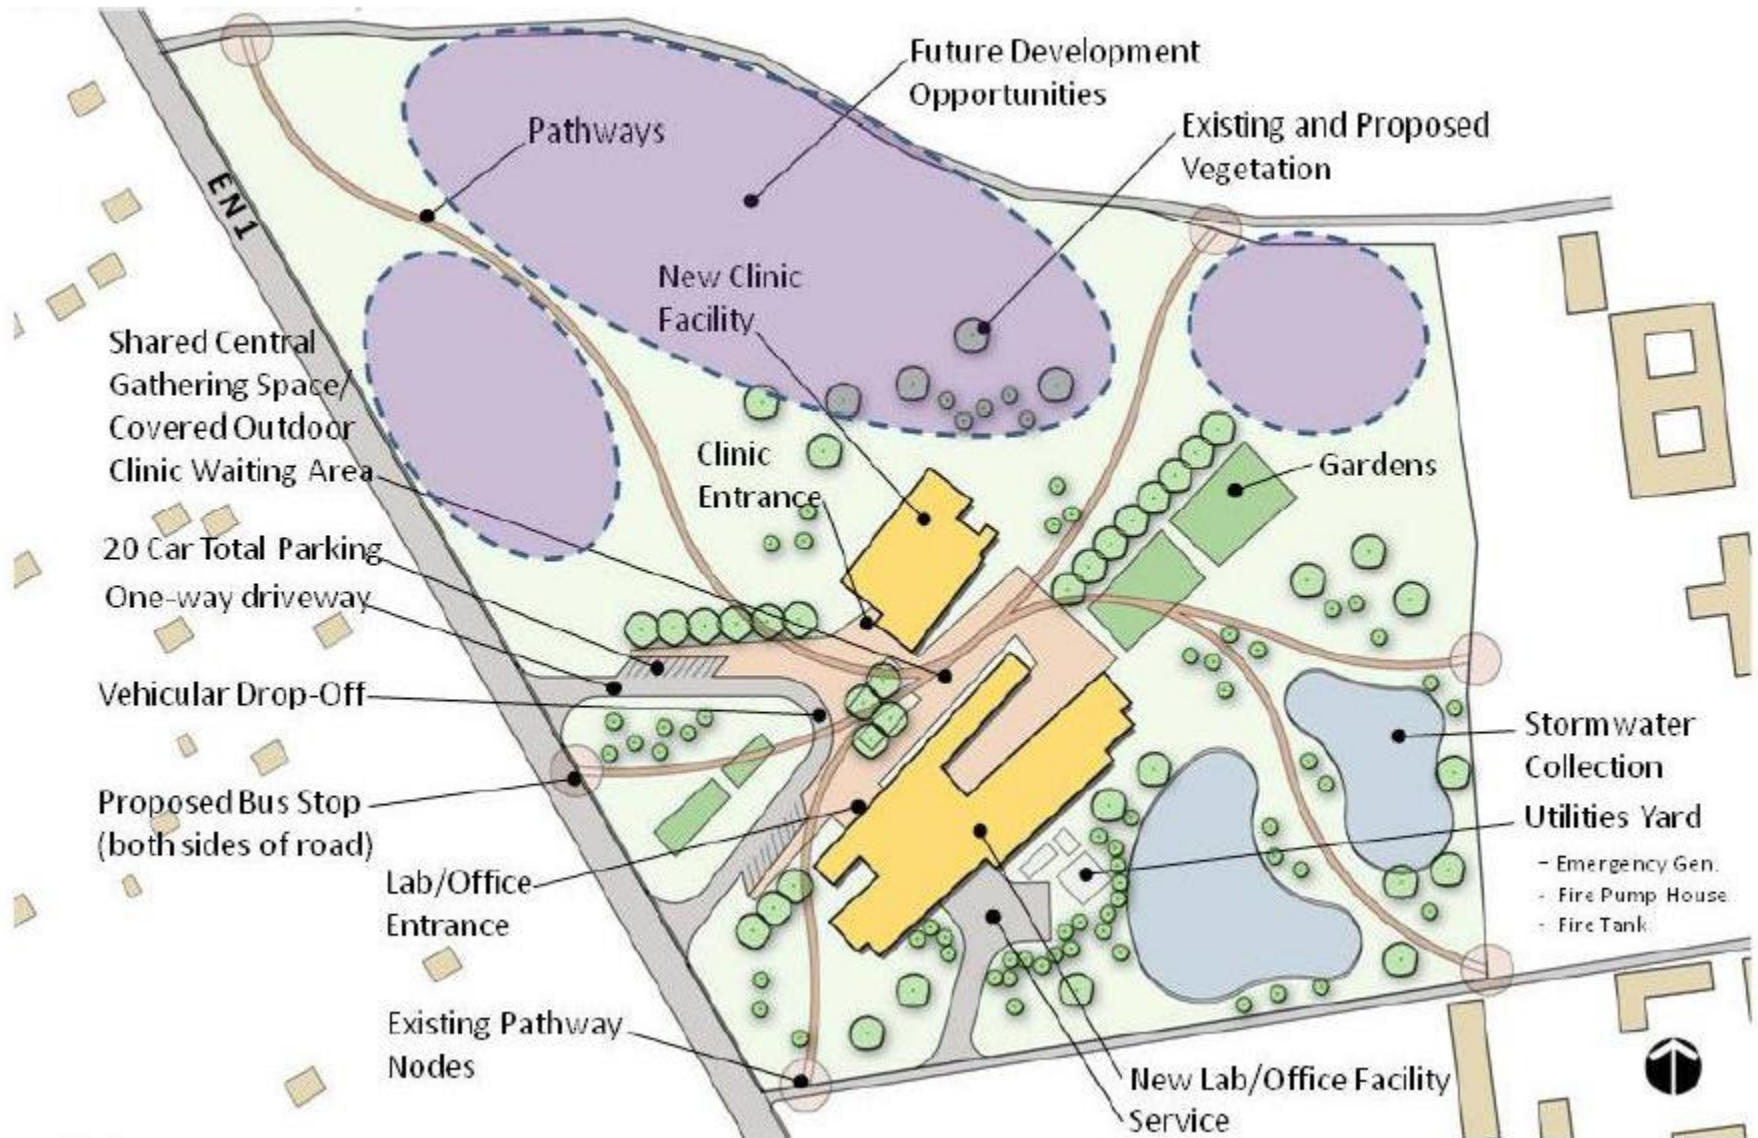 Future Development
Opportunities
Existing and Proposed
Vegetation
Pathways
EN1
New Clinic
Facility
Shared Central
Gathering Space/
Covered Outdoor
Clinic Waiting Area
Clinic
Entrance
Gardens
20 Car Total Parking
One-way driveway
Vehicular Drop-Off
Proposed Bus Stop
(both sides of road)
Stormwater
Collection
Utilities Yard
- Emergency Gen.
- Fire Pump House
- Fire Tank
Lab/Office
Entrance
Existing Pathway
Nodes
New Lab/Office Facility
Service